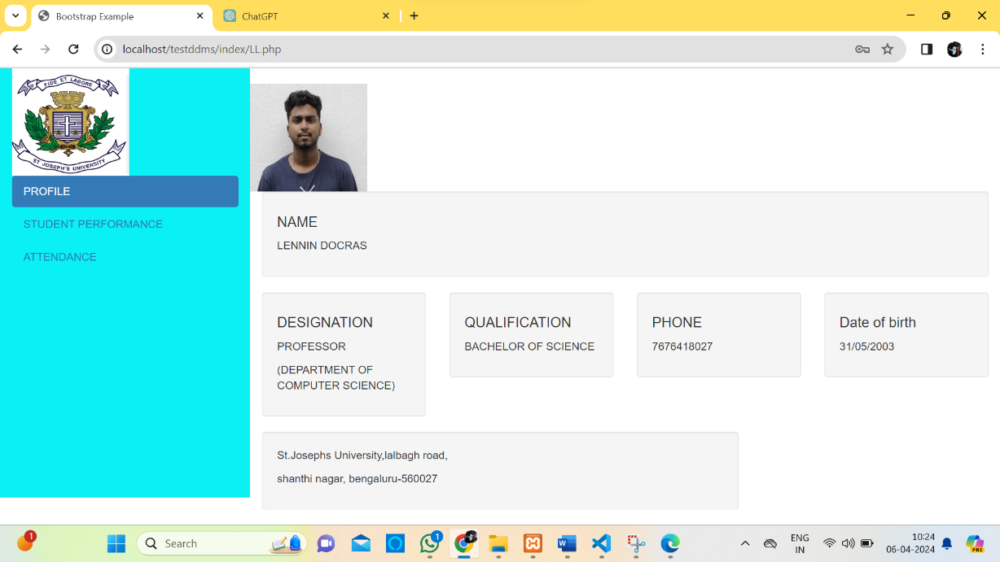 Bootstrap Example
ChatGPT
localhost/testddms/index/LL.php
FIDE ET LABORE
ST JOSEPH'S UNIVERSITY
PROFILE
STUDENT PERFORMANCE
ATTENDANCE
NAME
LENNIN DOCRAS
DESIGNATION
PROFESSOR
(DEPARTMENT OF
COMPUTER SCIENCE)
QUALIFICATION
BACHELOR OF SCIENCE
PHONE
7676418027
Date of birth
31/05/2003
St.Josephs University,lalbagh road,
shanthi nagar, bengaluru-560027
1
Search
1
W
ENG
IN
10:24
06-04-2024
PRE